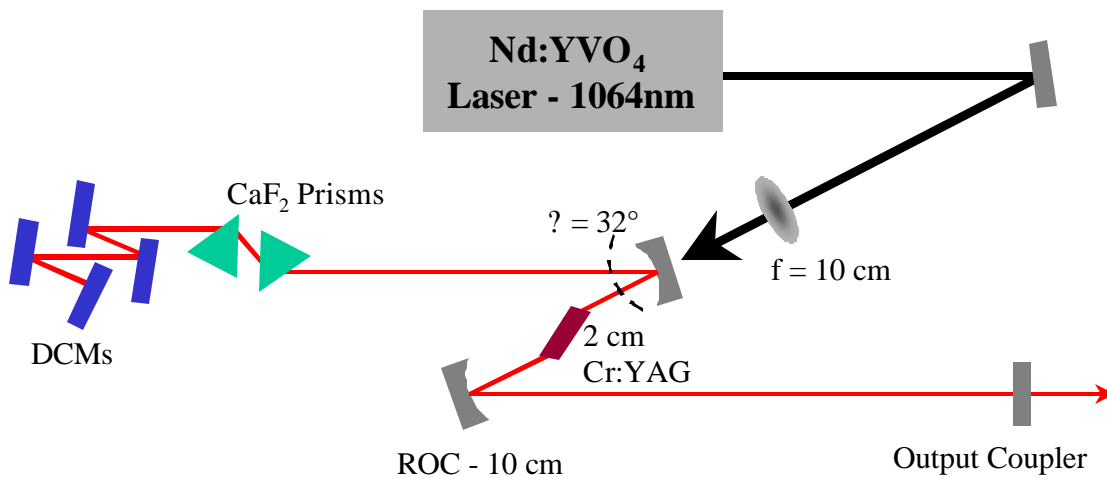 Nd:YVO₄
Laser - 1064nm
CaF₂ Prisms
? = 32°
f = 10 cm
2 cm
Cr:YAG
DCMs
ROC - 10 cm
Output Coupler